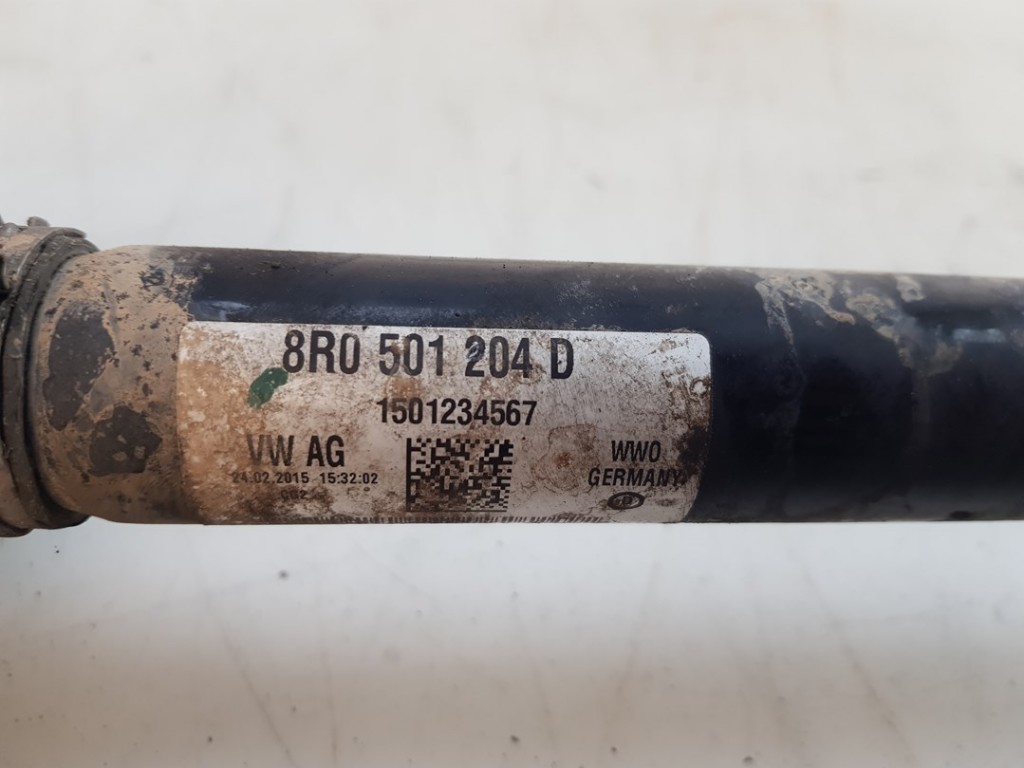 8R0 501 204 D
1501234567
VW AG
24.02.2015 15:32:02
WWO
GERMANY